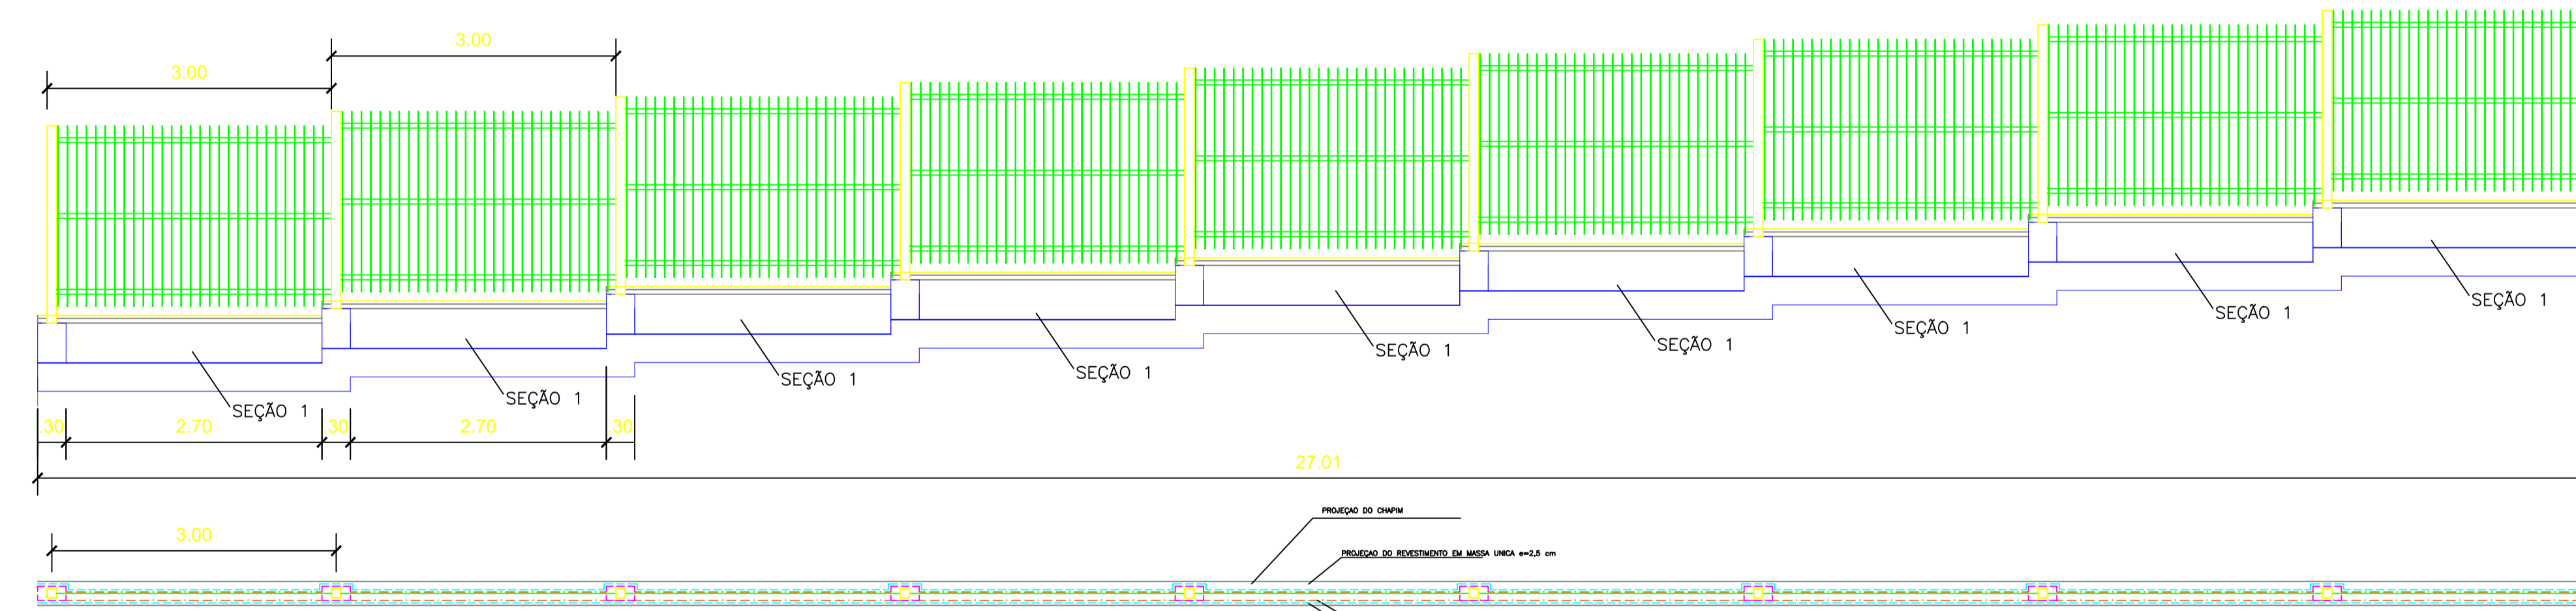 3.00
3.00
SEÇÃO 1
SEÇÃO 1
SEÇÃO 1
SEÇÃO 1
SEÇÃO 1
SEÇÃO 1
SEÇÃO 1
SEÇÃO 1
SEÇÃO 1
.30
2.70
.30
2.70
.30
27.01
3.00
PROJEÇAO DO CHAPIM
PROJEÇAO DO REVESTIMENTO EM MASSA UNICA e=2,5 cm